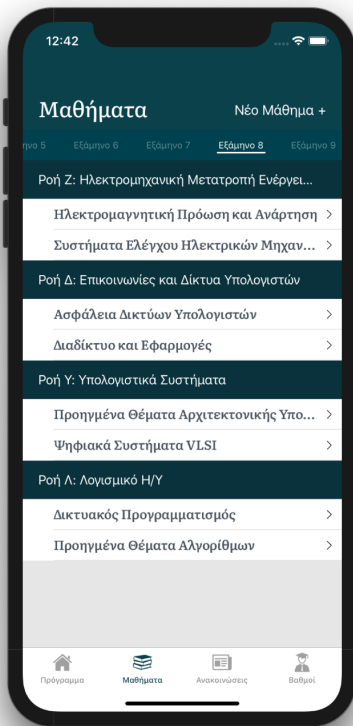 12:42
Μαθήματα
Νέο Μάθημα +
ηνο 5 Εξάμηνο 6 Εξάμηνο 7 Εξάμηνο 8 Εξάμηνο 9
Ροή Ζ: Ηλεκτρομηχανική Μετατροπή Ενέργει...
Ηλεκτρομαγνητική Πρόωση και Ανάρτηση
Συστήματα Ελέγχου Ηλεκτρικών Μηχαν...
Ροή Δ: Επικοινωνίες και Δίκτυα Υπολογιστών
Ασφάλεια Δικτύων Υπολογιστών
Διαδίκτυο και Εφαρμογές
Ροή Υ: Υπολογιστικά Συστήματα
Προηγμένα Θέματα Αρχιτεκτονικής Υπο...
Ψηφιακά Συστήματα VLSI
Ροή Λ: Λογισμικό Η/Υ
Δικτυακός Προγραμματισμός
Προηγμένα Θέματα Αλγορίθμων
Πρόγραμμα Μαθήματα Ανακοινώσεις Βαθμοί